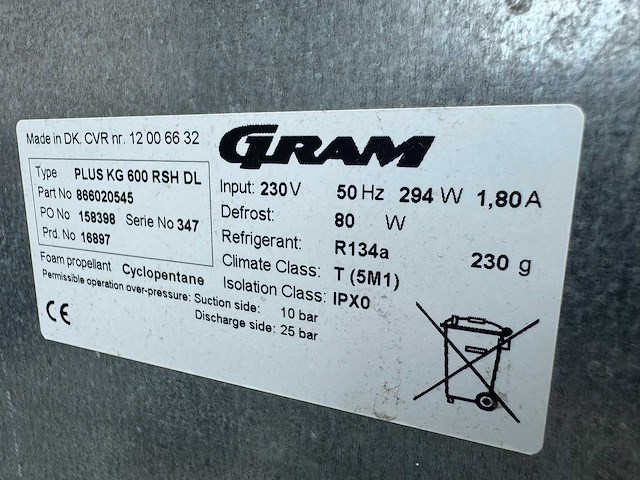 Made in DK. CVR nr. 12 00 66 32
GRAM
Type PLUS KG 600 RSH DL
Part No 866020545
PO No 158398 Serie No 347
Prd. No 16897
Input: 230 V 50 Hz 294 W 1,80 A
Defrost: 80 W
Refrigerant: R134a 230 g
Climate Class: T (5M1)
Isolation Class: IPX0
Foam propellant Cyclopentane
Permissible operation over-pressure: Suction side: 10 bar
Discharge side: 25 bar
CE